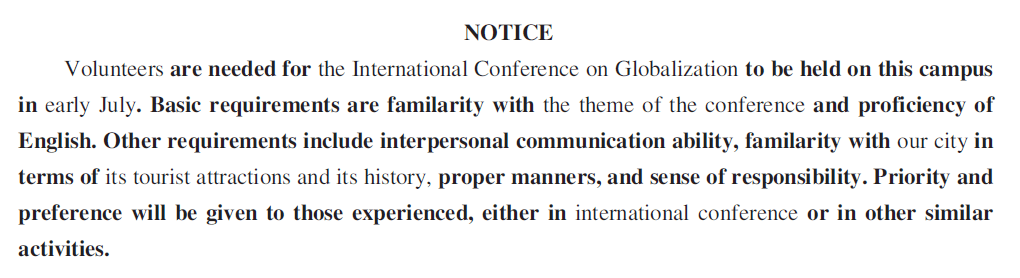 NOTICE
Volunteers are needed for the International Conference on Globalization to be held on this campus
in early July. Basic requirements are familarity with the theme of the conference and proficiency of
English. Other requirements include interpersonal communication ability, familarity with our city in
terms of its tourist attractions and its history, proper manners, and sense of responsibility. Priority and
preference will be given to those experienced, either in international conference or in other similar
activities.